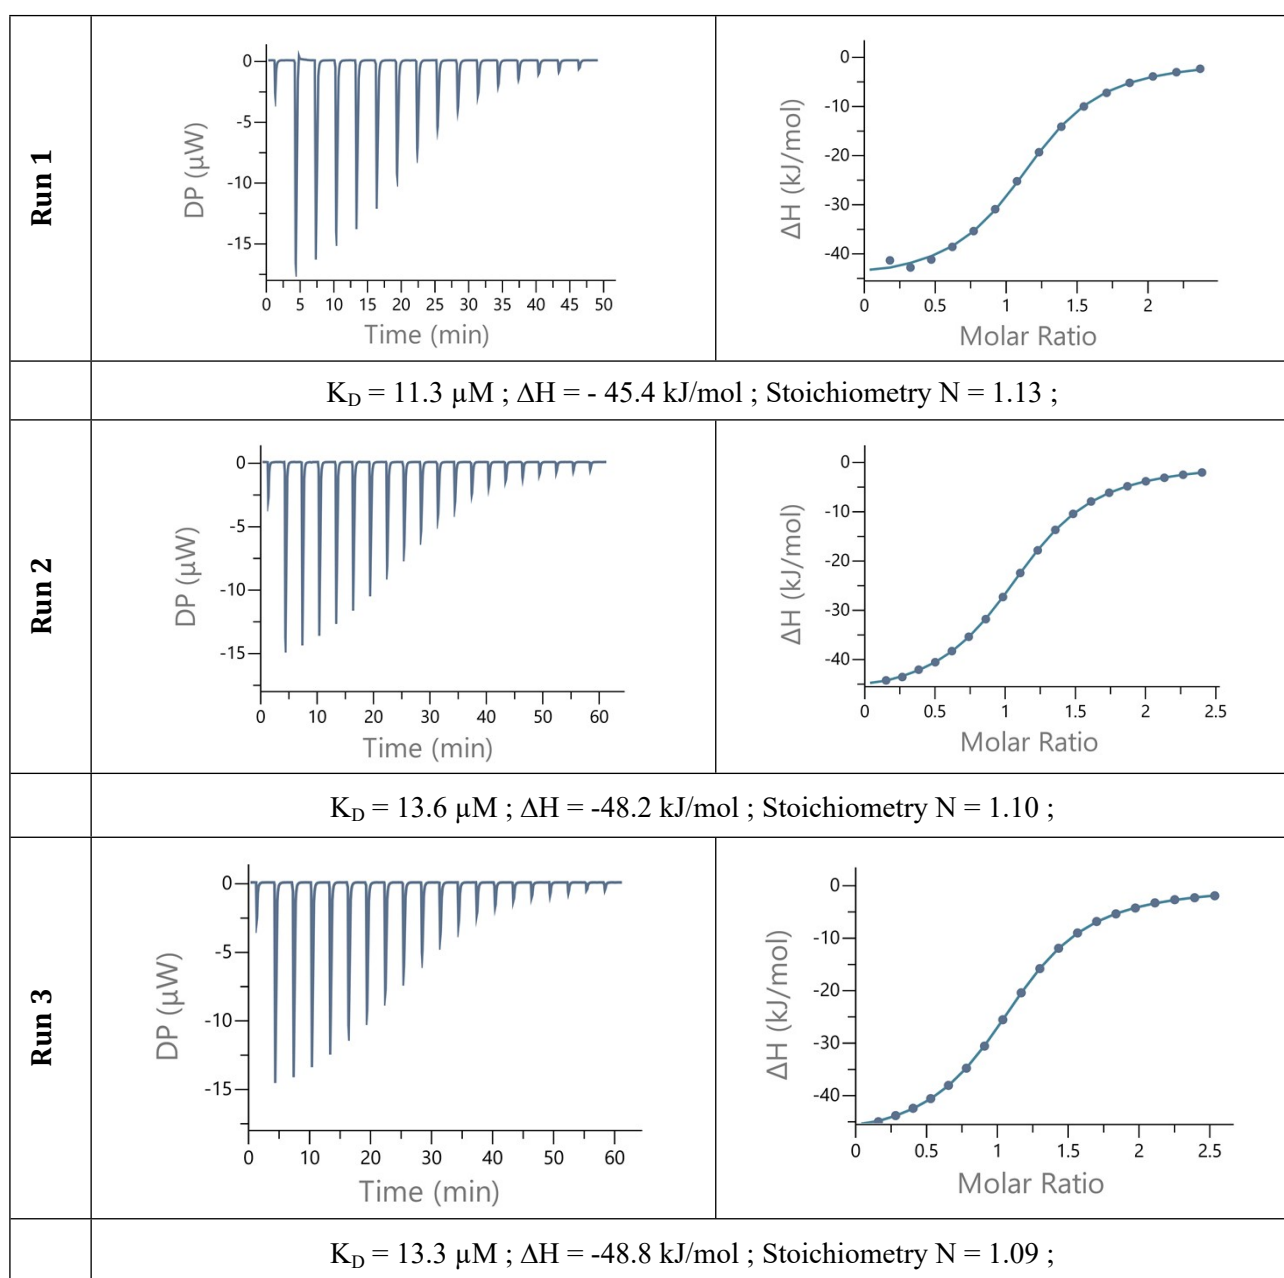 Run 1
0
-5
-10
-15
DP (µW)
0 5 10 15 20 25 30 35 40 45 50
Time (min)
0
-10
-20
-30
-40
ΔH (kJ/mol)
0 0.5 1 1.5 2
Molar Ratio
K_D = 11.3 µM ; ΔH = - 45.4 kJ/mol ; Stoichiometry N = 1.13 ;
Run 2
0
-5
-10
-15
DP (µW)
0 10 20 30 40 50 60
Time (min)
0
-10
-20
-30
-40
ΔH (kJ/mol)
0 0.5 1 1.5 2 2.5
Molar Ratio
K_D = 13.6 µM ; ΔH = -48.2 kJ/mol ; Stoichiometry N = 1.10 ;
Run 3
0
-5
-10
-15
DP (µW)
0 10 20 30 40 50 60
Time (min)
0
-10
-20
-30
-40
ΔH (kJ/mol)
0 0.5 1 1.5 2 2.5
Molar Ratio
K_D = 13.3 µM ; ΔH = -48.8 kJ/mol ; Stoichiometry N = 1.09 ;